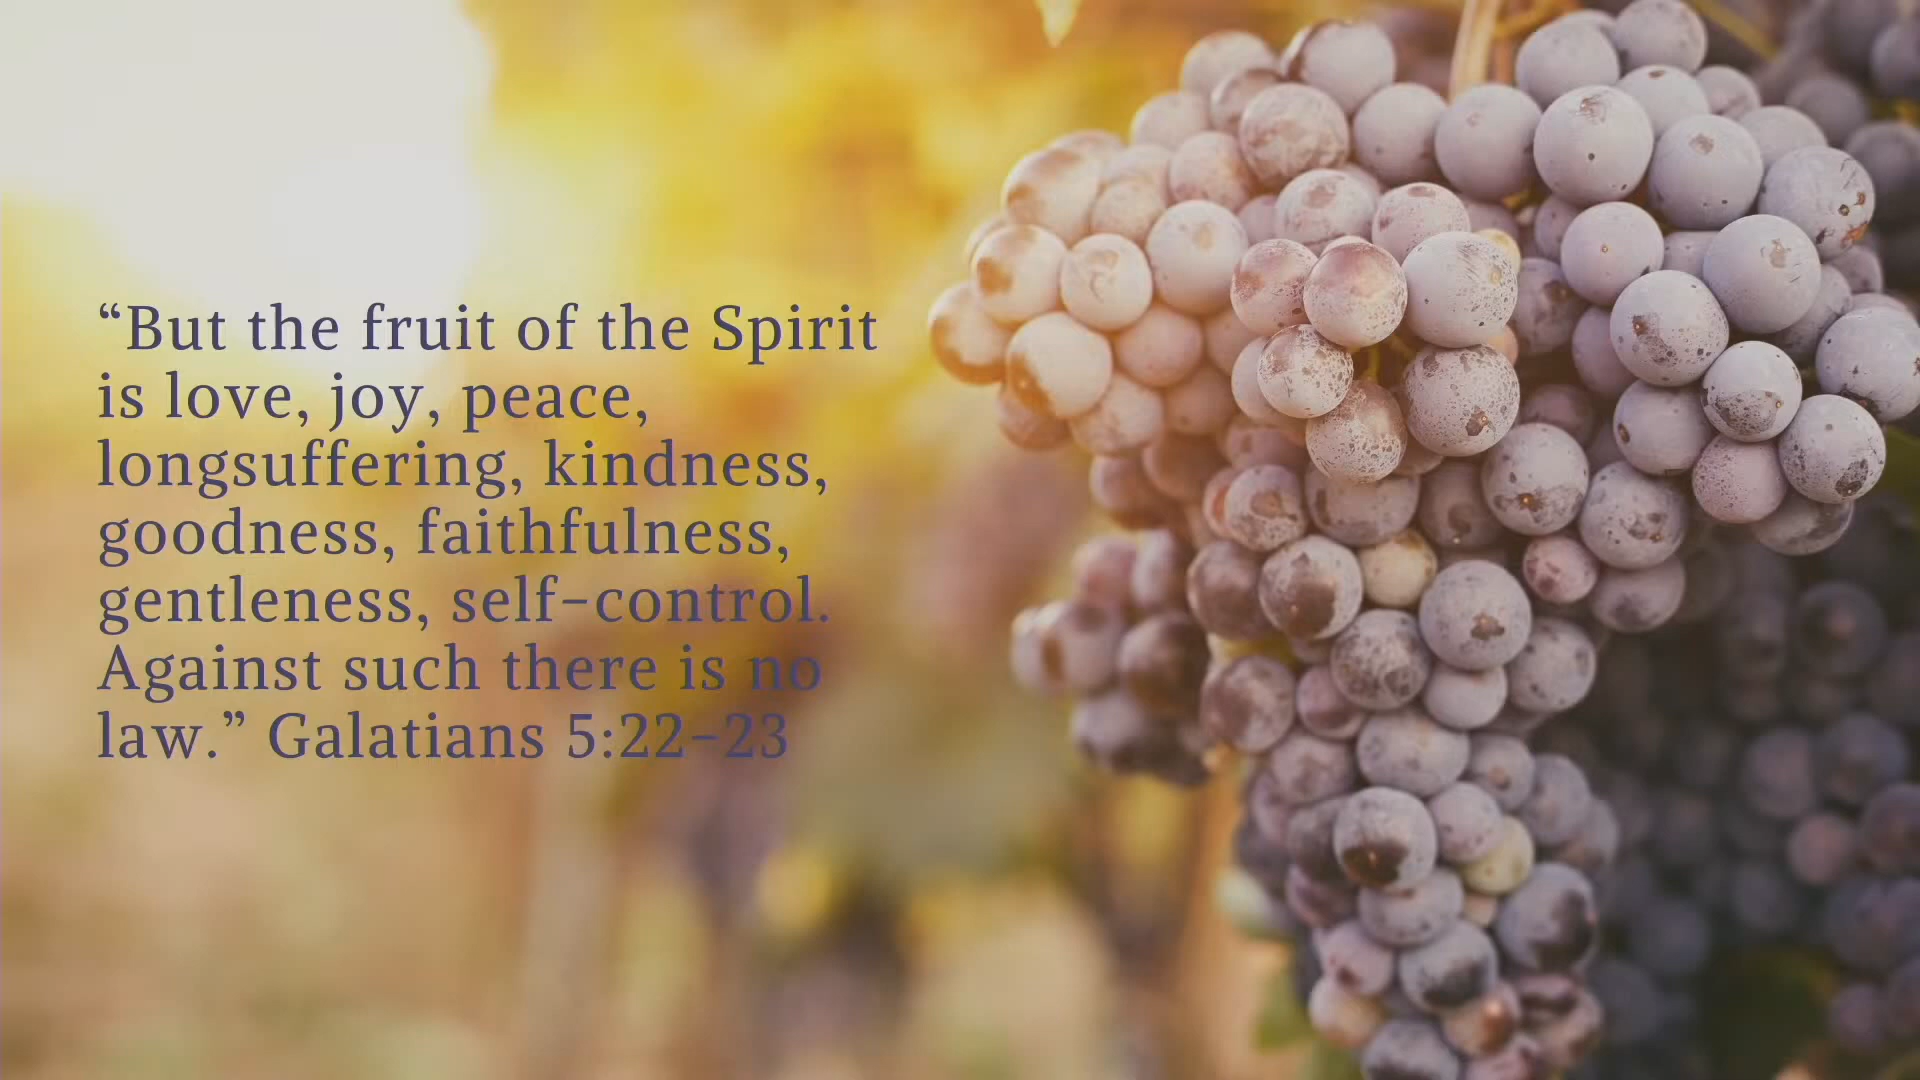 “But the fruit of the Spirit
is love, joy, peace,
longsuffering, kindness,
goodness, faithfulness,
gentleness, self-control.
Against such there is no
law.” Galatians 5:22-23